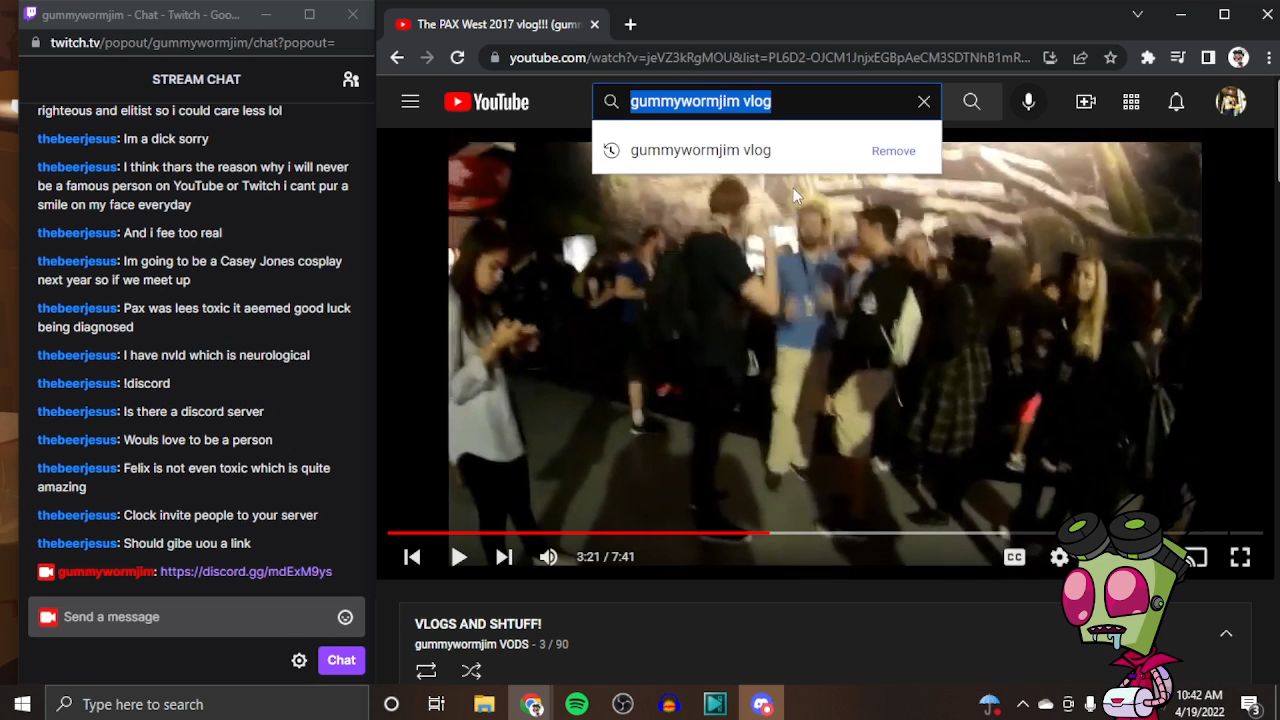 gummywormjim - Chat - Twitch - Goo...
twitch.tv/popout/gummywormjim/chat?popout=
STREAM CHAT
righteous and elitist so i could care less lol
thebeerjesus: Im a dick sorry
thebeerjesus: I think thats the reason why i will never
be a famous person on YouTube or Twitch i cant pur a
smile on my face everyday
thebeerjesus: And i fee too real
thebeerjesus: Im going to be a Casey Jones cosplay
next year so if we meet up
thebeerjesus: Pax was lees toxic it aeemed good luck
being diagnosed
thebeerjesus: I have nvld which is neurological
thebeerjesus: !discord
thebeerjesus: Is there a discord server
thebeerjesus: Wouls love to be a person
thebeerjesus: Felix is not even toxic which is quite
amazing
thebeerjesus: Clock invite people to your server
thebeerjesus: Should gibe uou a link
gummywormjim: https://discord.gg/mdExM9ys
Send a message
Chat
The PAX West 2017 vlog!!! (gumm
youtube.com/watch?v=jeVZ3kRgMOU&list=PL6D2-OJCM1JnjxEGBpAeCM3SDTNhB1mR...
YouTube
gummywormjim vlog
gummywormjim vlog Remove
3:21 / 7:41
CC
VLOGS AND SHTUFF!
gummywormjim VODS - 3 / 90
Type here to search
10:42 AM
4/19/2022
3